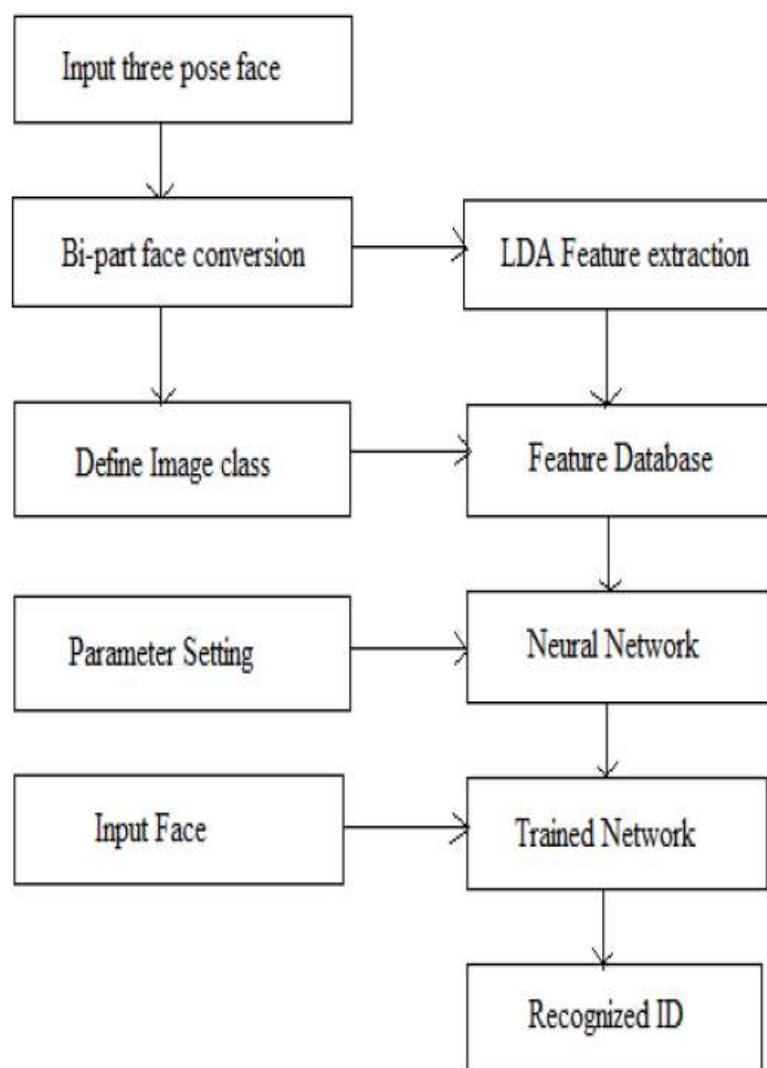 Input three pose face
Bi-part face conversion
LDA Feature extraction
Define Image class
Feature Database
Parameter Setting
Neural Network
Input Face
Trained Network
Recognized ID